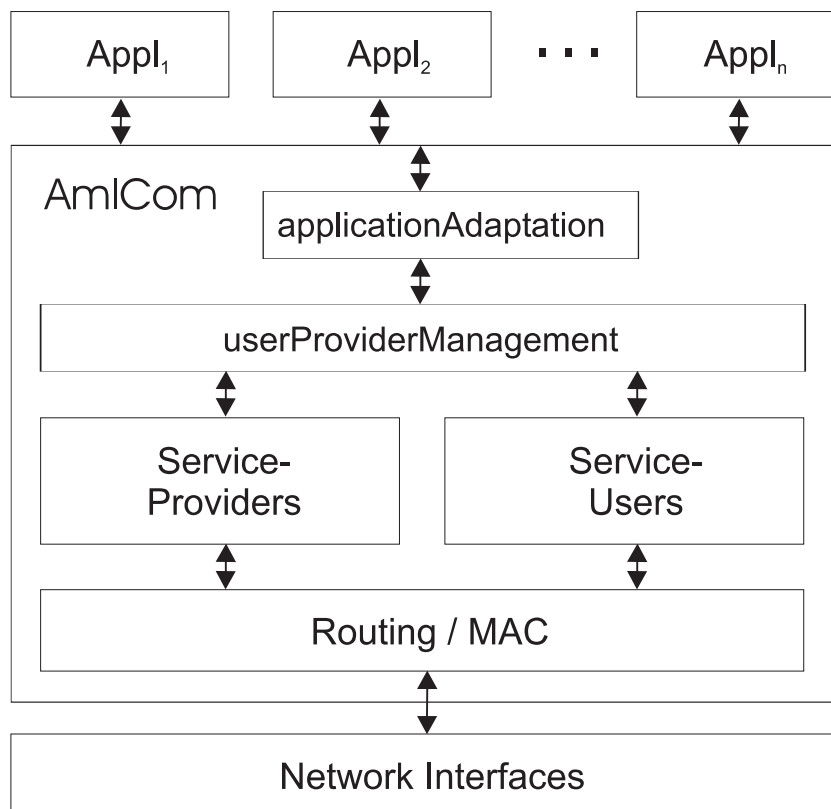 Appl₁
Appl₂
. . .
Applₙ
AmICom
applicationAdaptation
userProviderManagement
Service-
Providers
Service-
Users
Routing / MAC
Network Interfaces